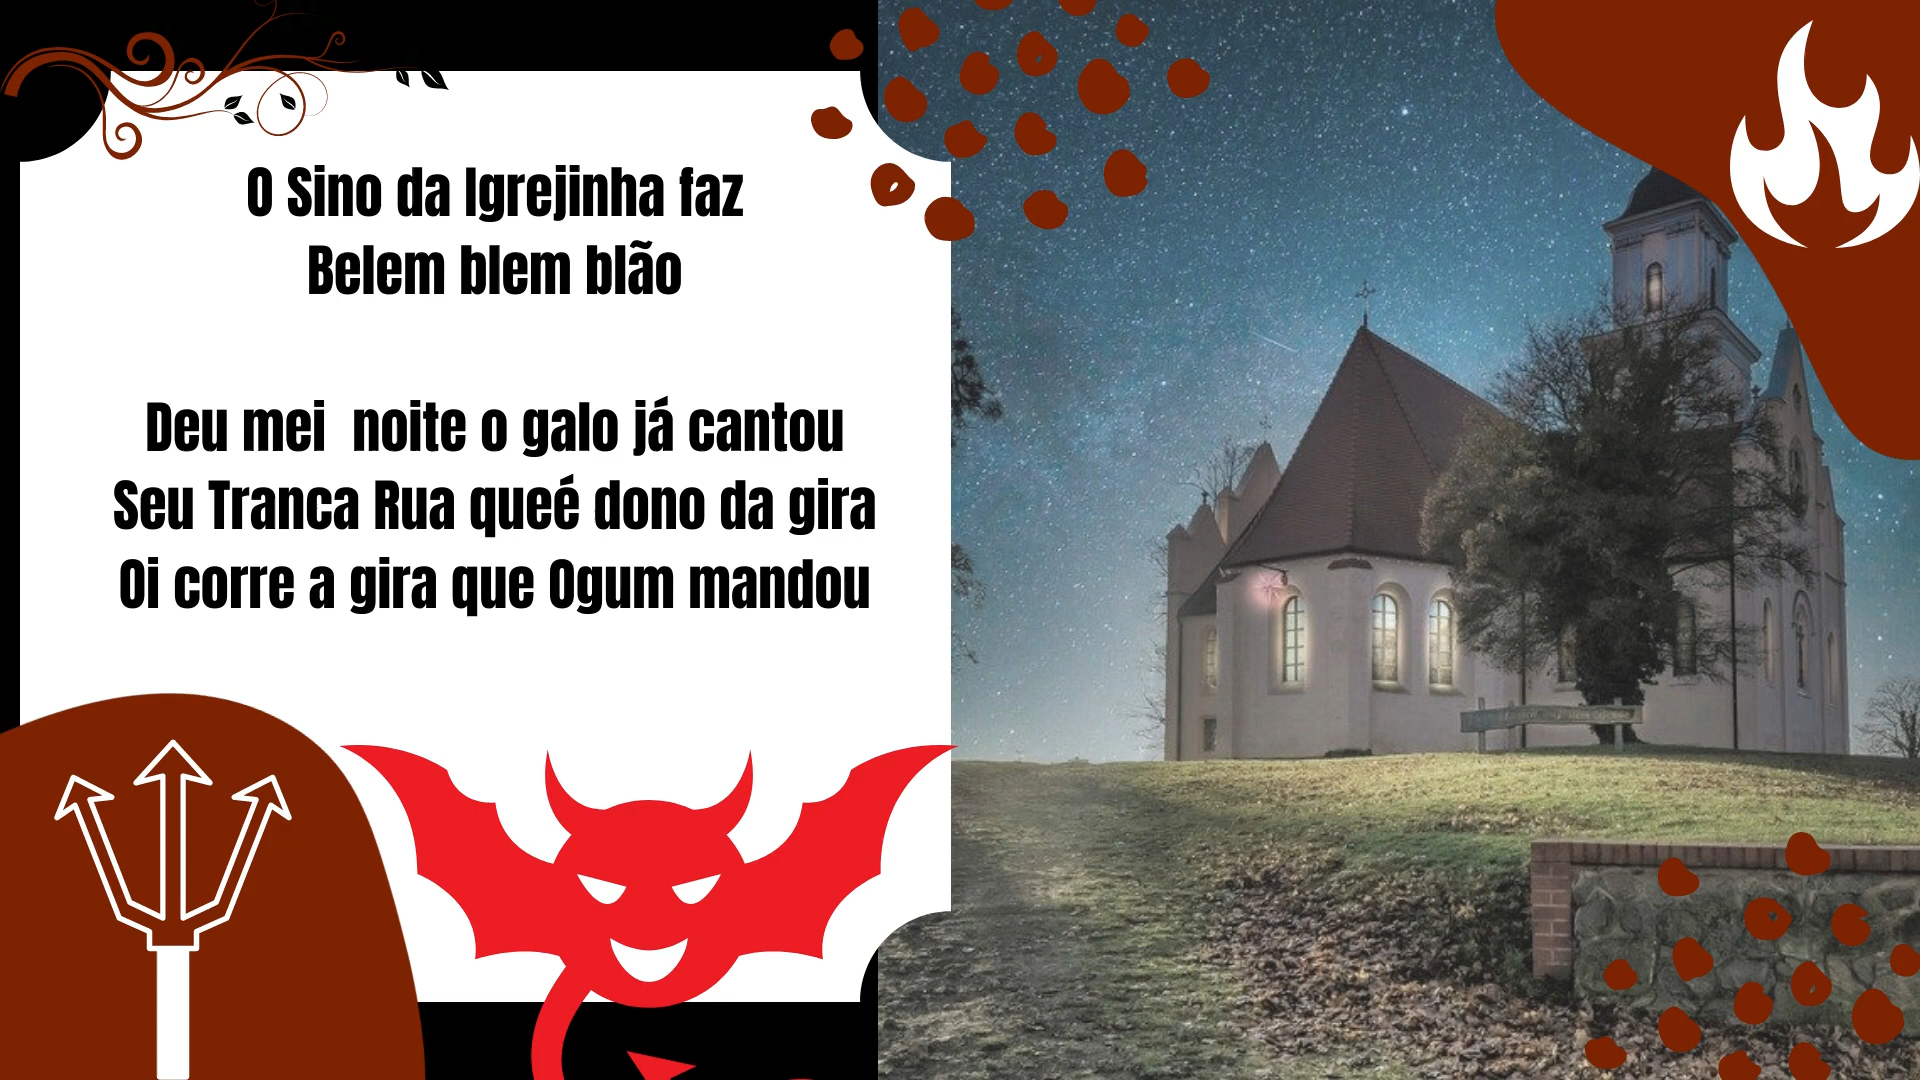 O Sino da Igrejinha faz
Belem blem blão
Deu mei  noite o galo já cantou
Seu Tranca Rua queé dono da gira
Oi corre a gira que Ogum mandou